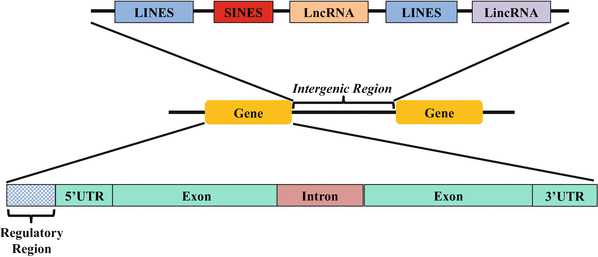 LINES SINES LncRNA LINES LincRNA
Intergenic Region
Gene Gene
5'UTR Exon Intron Exon 3'UTR
Regulatory
Region